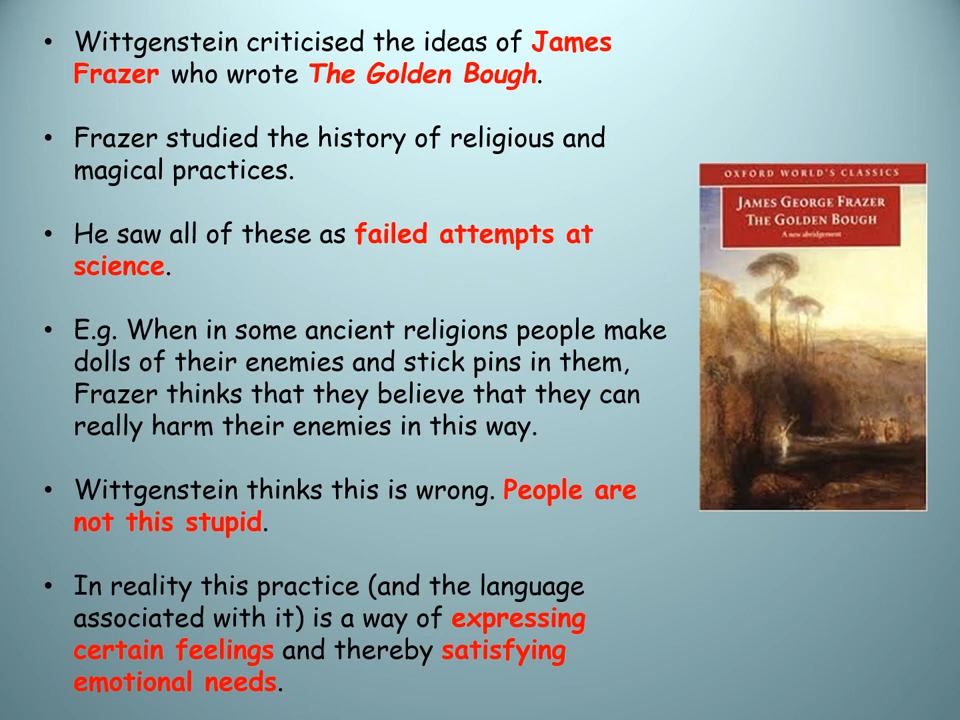 • Wittgenstein criticised the ideas of James
Frazer who wrote The Golden Bough.
• Frazer studied the history of religious and
magical practices.
• He saw all of these as failed attempts at
science.
• E.g. When in some ancient religions people make
dolls of their enemies and stick pins in them,
Frazer thinks that they believe that they can
really harm their enemies in this way.
• Wittgenstein thinks this is wrong. People are
not this stupid.
• In reality this practice (and the language
associated with it) is a way of expressing
certain feelings and thereby satisfying
emotional needs.
OXFORD WORLD'S CLASSICS
JAMES GEORGE FRAZER
THE GOLDEN BOUGH
A new abridgement